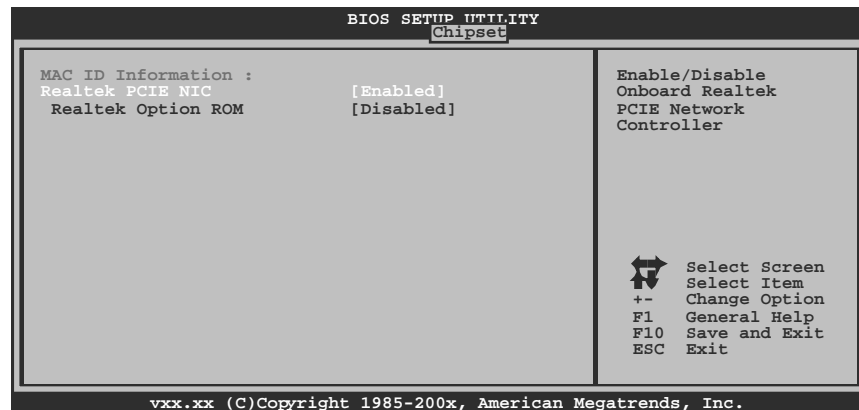 BIOS SETUP UTILITY
Chipset
MAC ID Information :
Realtek PCIE NIC [Enabled]
Realtek Option ROM [Disabled]
Enable/Disable
Onboard Realtek
PCIE Network
Controller
Select Screen
Select Item
+- Change Option
F1 General Help
F10 Save and Exit
ESC Exit
vxx.xx (C)Copyright 1985-200x, American Megatrends, Inc.